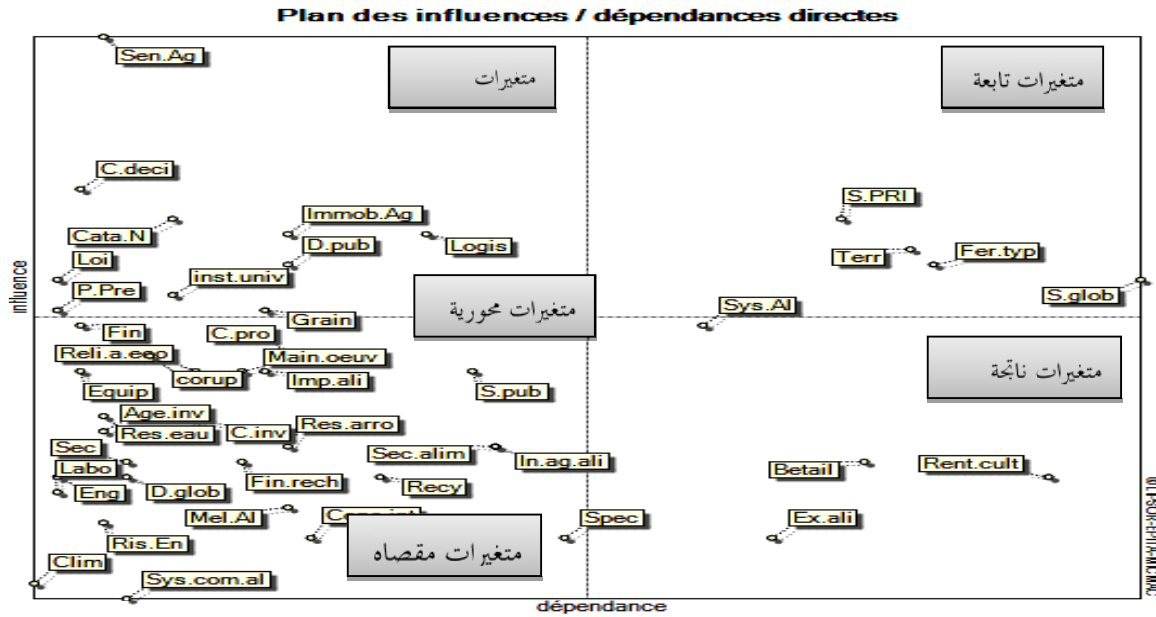 Plan des influences / dépendances directes
Sen.Ag
متغيرات
متغيرات تابعة
C.deci
S.PRI
Immob.Ag
Cata.N
D.pub
Logis
Terr
Fer.typ
Loi
inst.univ
P.Pre
S.glob
influence
Grain
متغيرات محورية
Sys.Al
Fin
C.pro
Reli.a.eco
Main.oeuv
متغيرات ناتجة
Equip
corup
Imp.ali
S.pub
Age.inv
Res.eau
C.inv
Res.arro
Sec
Sec.alim
In.ag.ali
Labo
Betail
Rent.cult
Eng
D.glob
Fin.rech
Recy
Mel.Al
Spec
Ex.ali
Ris.En
متغيرات مقصاه
Clim
Sys.com.al
dépendance